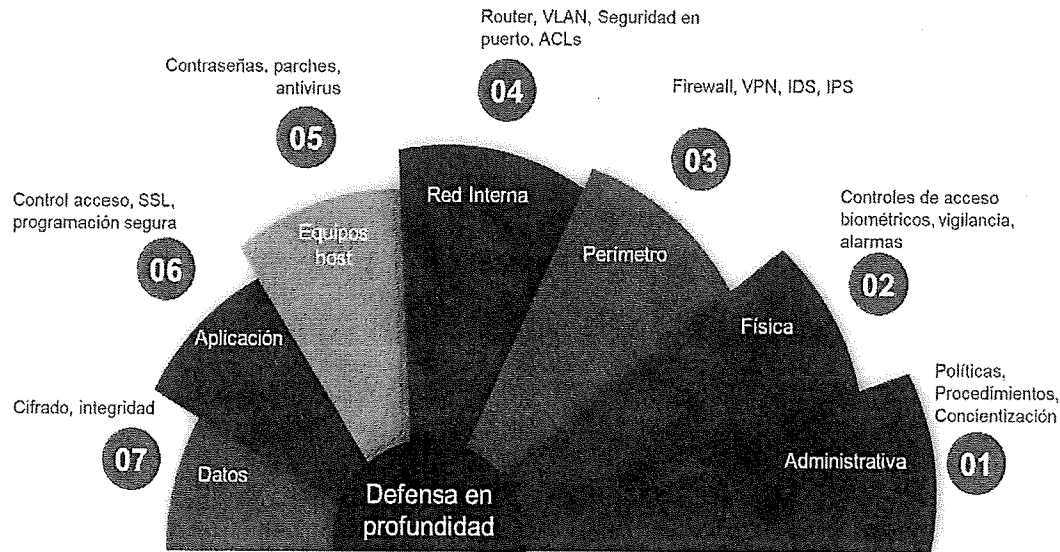 Router, VLAN, Seguridad en
puerto, ACLs
04
Contraseñas, parches,
antivirus
05
Firewall, VPN, IDS, IPS
03
Control acceso, SSL,
programación segura
06
Controles de acceso
biométricos, vigilancia,
alarmas
02
Cifrado, integridad
07
Políticas,
Procedimientos,
Concientización
01
Red Interna
Equipos
host
Perímetro
Aplicación
Física
Datos
Administrativa
Defensa en
profundidad